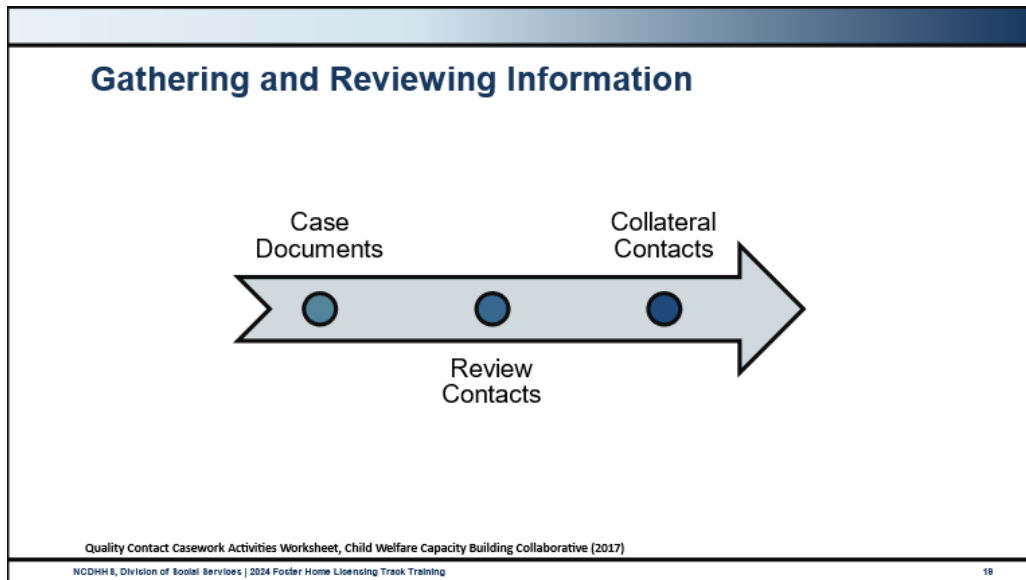 Gathering and Reviewing Information
Case
Documents
Collateral
Contacts
Review
Contacts
Quality Contact Casework Activities Worksheet, Child Welfare Capacity Building Collaborative (2017)
NCDHHS, Division of Social Services | 2024 Foster Home Licensing Track Training
19